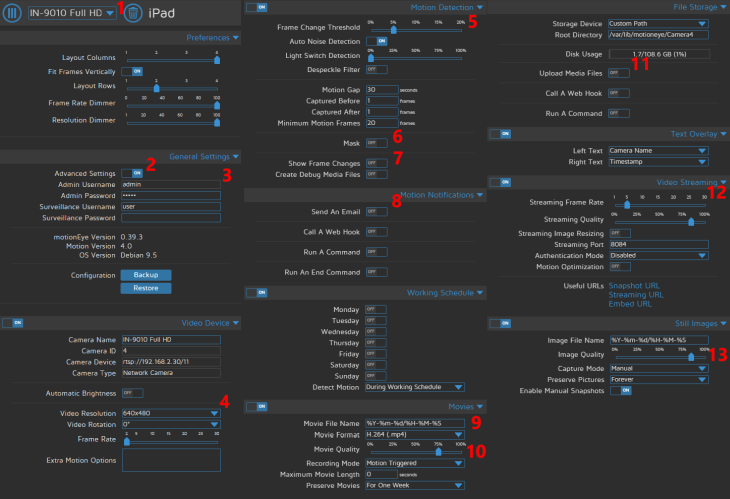 IN-9010 Full HD 1 iPad
Preferences
Layout Columns 1 2 3 4
Fit Frames Vertically ON
Layout Rows 1 2 3 4
Frame Rate Dimmer 0 20 40 60 80 100
Resolution Dimmer 0 20 40 60 80 100
2 General Settings 3
Advanced Settings ON
Admin Username admin
Admin Password •••••
Surveillance Username user
Surveillance Password
motionEye Version 0.39.3
Motion Version 4.0
OS Version Debian 9.5
Configuration Backup
Restore
ON Video Device
Camera Name IN-9010 Full HD
Camera ID 4
Camera Device rtsp://192.168.2.30/11
Camera Type Network Camera
Automatic Brightness OFF
4
Video Resolution 640x480
Video Rotation 0°
Frame Rate 2 5 10 15 20 25 30
Extra Motion Options
ON Motion Detection
5
Frame Change Threshold 0% 5% 10% 15% 20%
Auto Noise Detection ON
Light Switch Detection 0% 25% 50% 75% 100%
Despeckle Filter OFF
Motion Gap 30 seconds
Captured Before 1 frames
Captured After 1 frames
Minimum Motion Frames 20 frames
6
Mask OFF
7
Show Frame Changes OFF
Create Debug Media Files OFF
8 Motion Notifications
Send An Email OFF
Call A Web Hook OFF
Run A Command OFF
Run An End Command OFF
Working Schedule
Monday OFF
Tuesday OFF
Wednesday OFF
Thursday OFF
Friday OFF
Saturday OFF
Sunday OFF
Detect Motion During Working Schedule
ON Movies
Movie File Name %Y-%m-%d/%H-%M-%S 9
Movie Format H.264 (.mp4)
Movie Quality 0% 25% 50% 75% 100% 10
Recording Mode Motion Triggered
Maximum Movie Length 0 seconds
Preserve Movies For One Week
File Storage
Storage Device Custom Path
Root Directory /var/lib/motioneye/Camera4
Disk Usage 1.7/108.6 GB (1%)
11
Upload Media Files OFF
Call A Web Hook OFF
Run A Command OFF
ON Text Overlay
Left Text Camera Name
Right Text Timestamp
ON Video Streaming
12
Streaming Frame Rate 1 5 10 15 20 25 30
Streaming Quality 0% 25% 50% 75% 100%
Streaming Image Resizing OFF
Streaming Port 8084
Authentication Mode Disabled
Motion Optimization OFF
Useful URLs Snapshot URL
Streaming URL
Embed URL
ON Still Images
Image File Name %Y-%m-%d/%H-%M-%S
Image Quality 0% 25% 50% 75% 100% 13
Capture Mode Manual
Preserve Pictures Forever
Enable Manual Snapshots ON